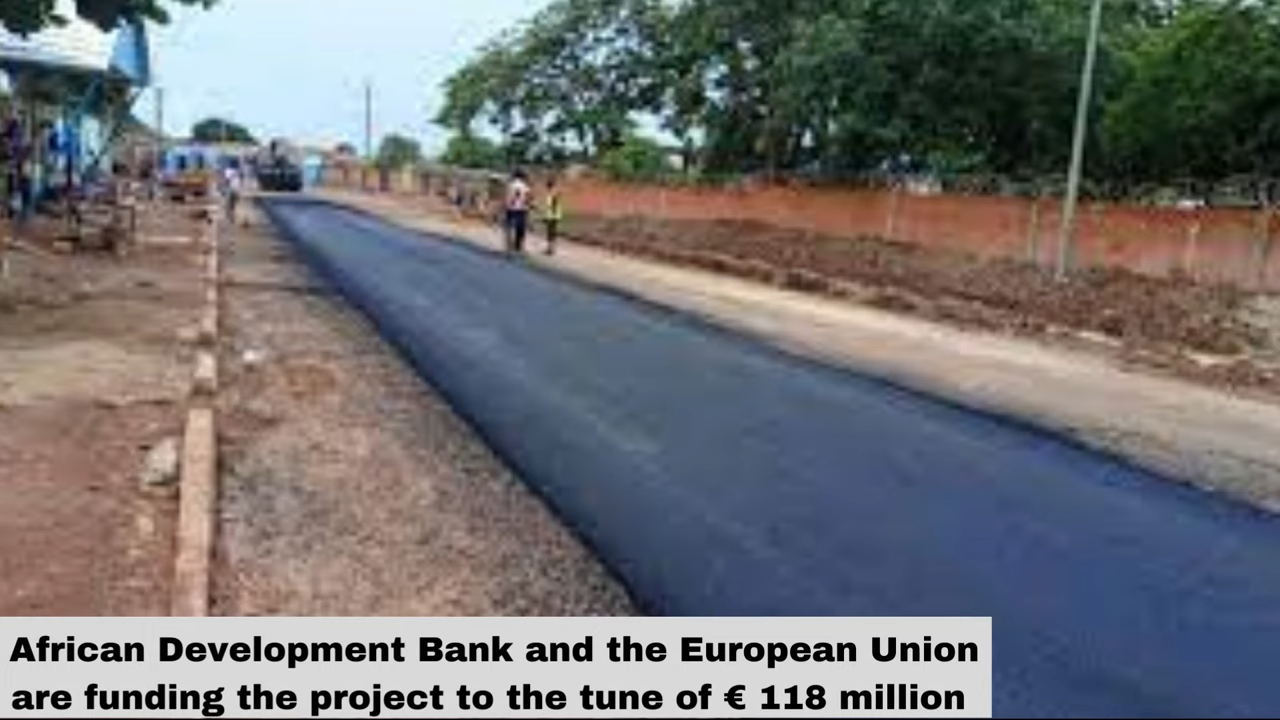 African Development Bank and the European Union
are funding the project to the tune of € 118 million